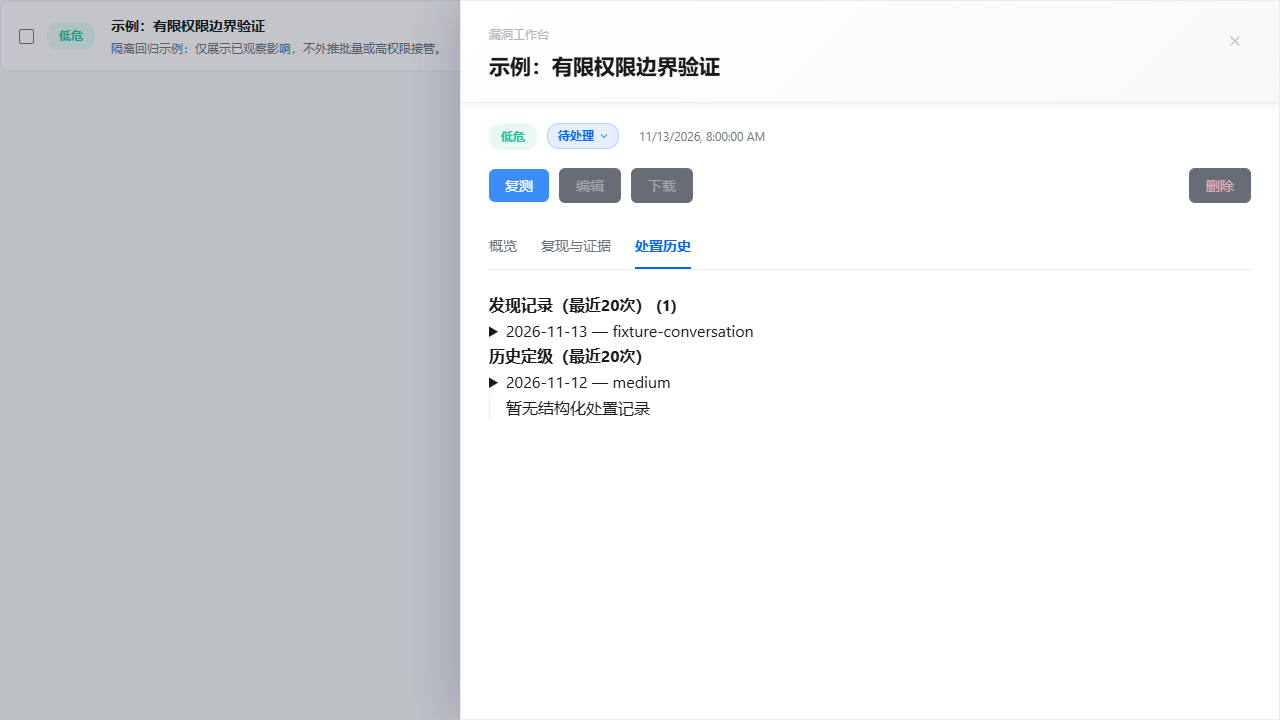 低危
示例：有限权限边界验证
隔离回归示例：仅展示已观察影响，不外推批量或高权限接管。
漏洞工作台
示例：有限权限边界验证
×
低危 待处理 11/13/2026, 8:00:00 AM
复测 编辑 下载 删除
概览 复现与证据 处置历史
发现记录（最近20次） (1)
▶ 2026-11-13 — fixture-conversation
历史定级（最近20次）
▶ 2026-11-12 — medium
暂无结构化处置记录